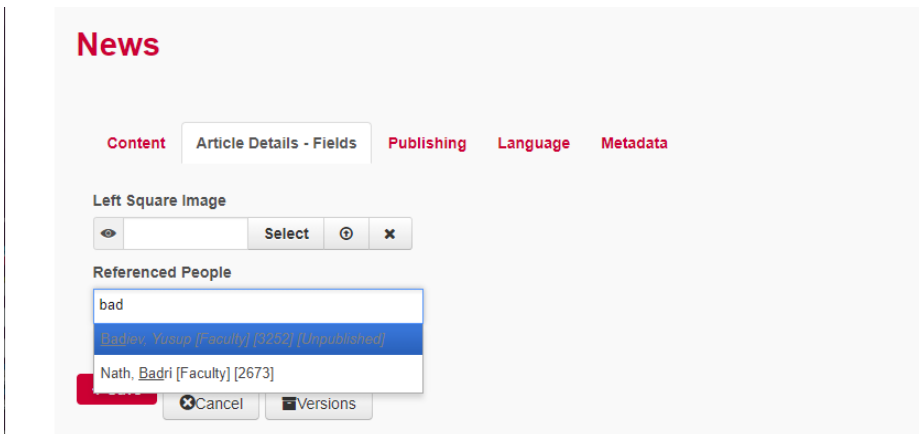 News
Content Article Details - Fields Publishing Language Metadata
Left Square Image
Select
Referenced People
bad
Badiev, Yusup [Faculty] [3252] [Unpublished]
Nath, Badri [Faculty] [2673]
Cancel Versions